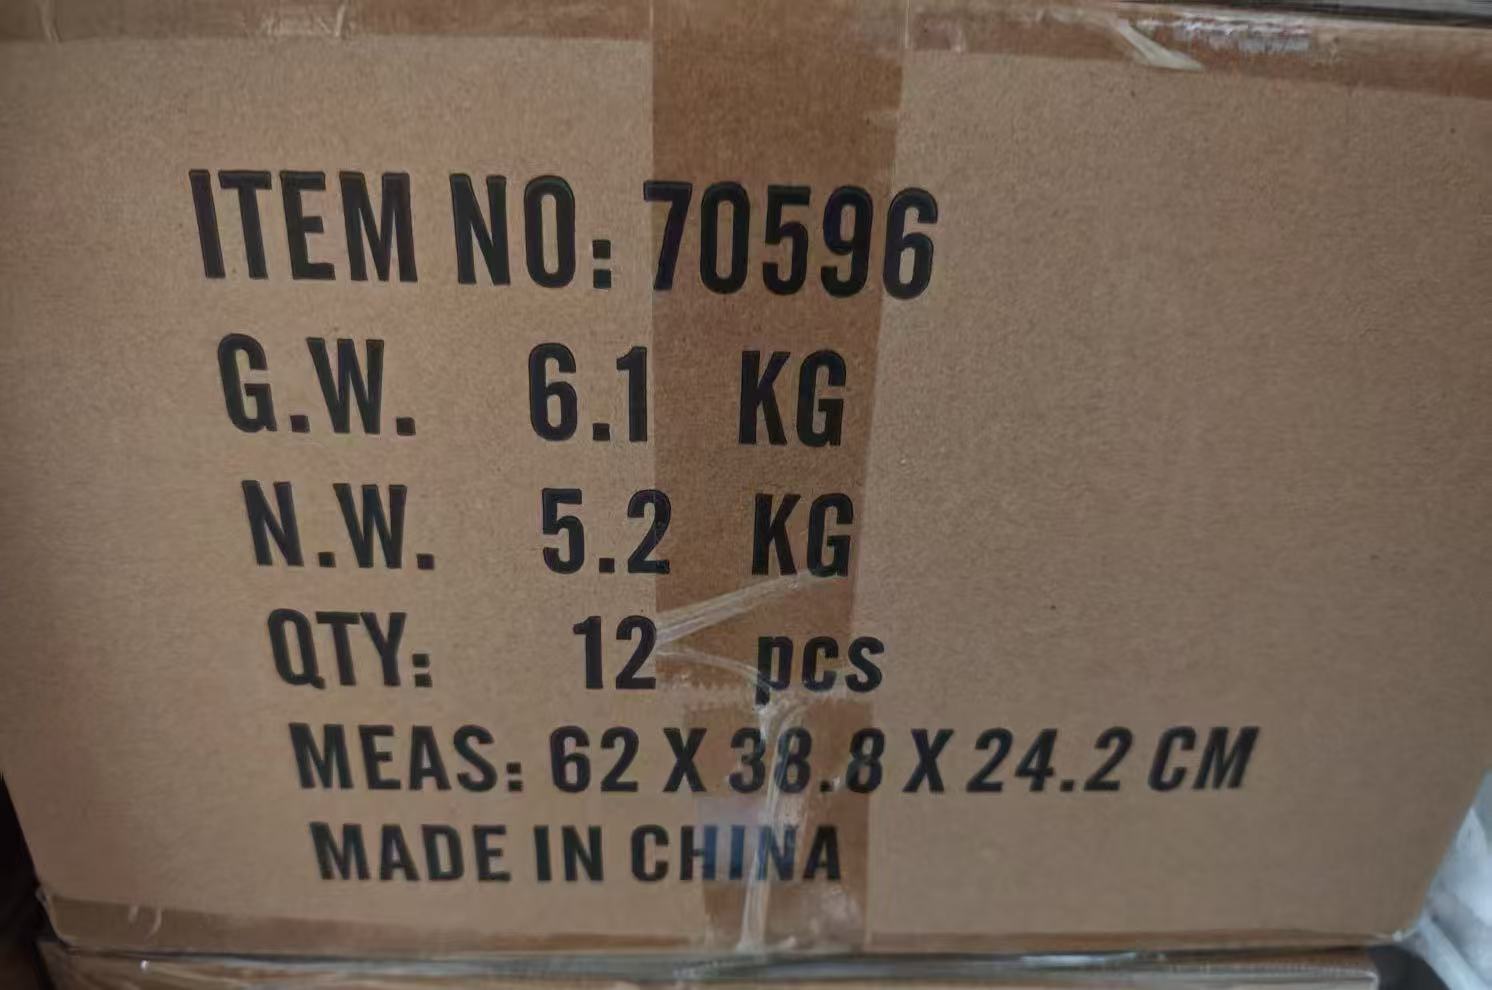 ITEM NO: 70596
G.W. 6.1 KG
N.W. 5.2 KG
QTY: 12 pcs
MEAS: 62 X 38.8 X 24.2 CM
MADE IN CHINA